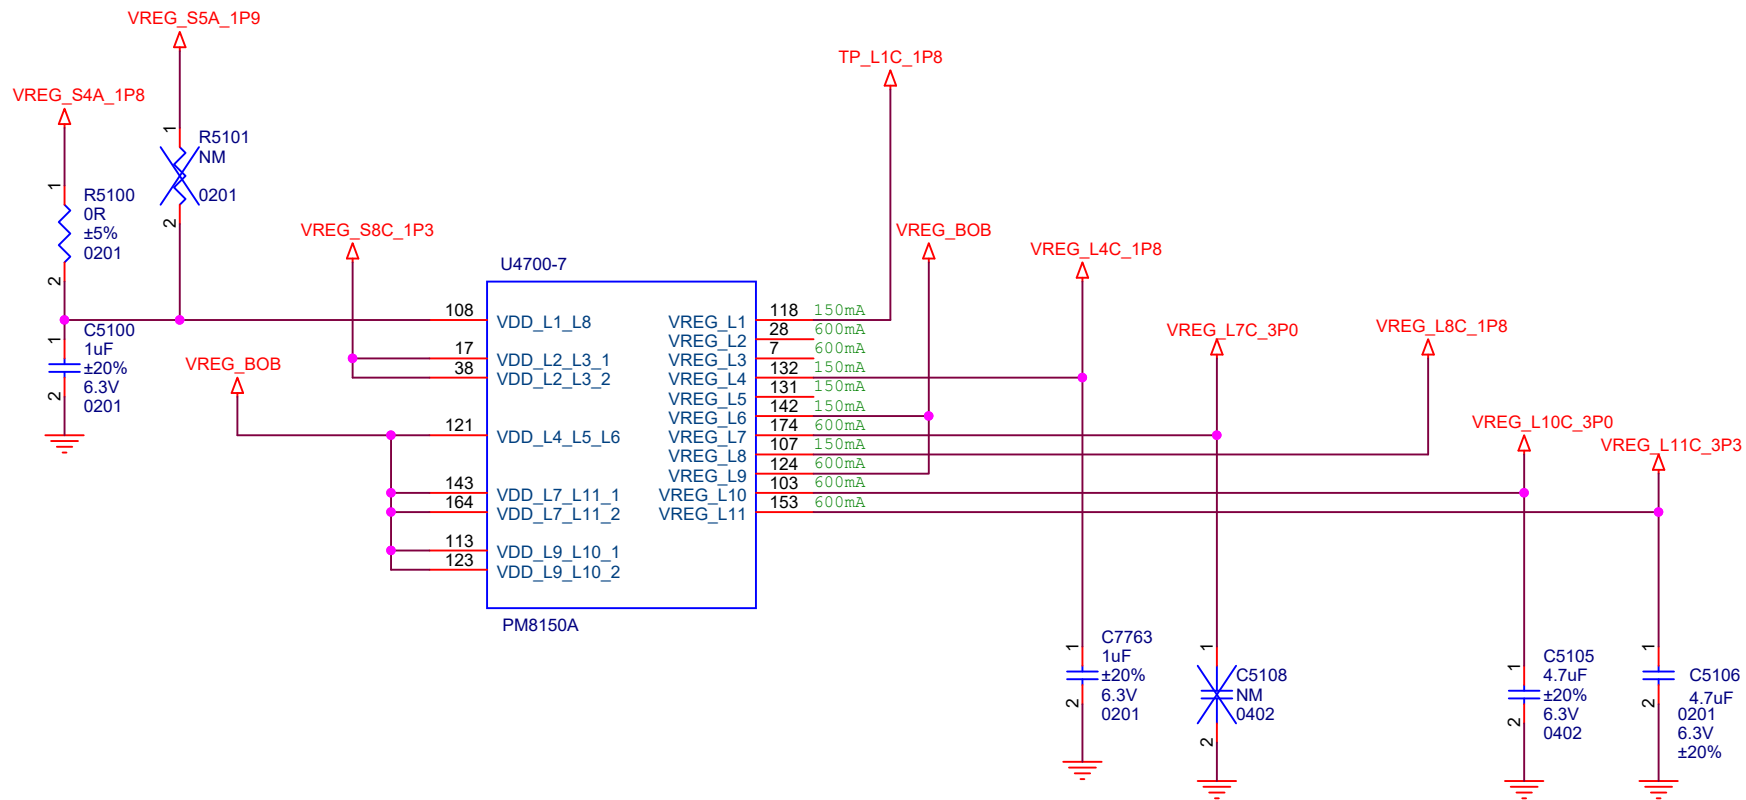 VREG_S5A_1P9
VREG_S4A_1P8
1
R5101
NM
0201
2
1
R5100
0R
±5%
0201
2
1
C5100
1uF
±20%
6.3V
0201
2
VREG_S8C_1P3
VREG_BOB
U4700-7
108 VDD_L1_L8
17 VDD_L2_L3_1
38 VDD_L2_L3_2
121 VDD_L4_L5_L6
143 VDD_L7_L11_1
164 VDD_L7_L11_2
113 VDD_L9_L10_1
123 VDD_L9_L10_2
VREG_L1 118 150mA
VREG_L2 28 600mA
VREG_L3 7 600mA
VREG_L4 132 150mA
VREG_L5 131 150mA
VREG_L6 142 150mA
VREG_L7 174 600mA
VREG_L8 107 150mA
VREG_L9 124 600mA
VREG_L10 103 600mA
VREG_L11 153 600mA
PM8150A
TP_L1C_1P8
VREG_BOB
VREG_L4C_1P8
VREG_L7C_3P0
VREG_L8C_1P8
VREG_L10C_3P0
VREG_L11C_3P3
1
C7763
1uF
±20%
6.3V
0201
2
1
C5108
NM
0402
2
1
C5105
4.7uF
±20%
6.3V
0402
2
1
C5106
4.7uF
0201
6.3V
±20%
2